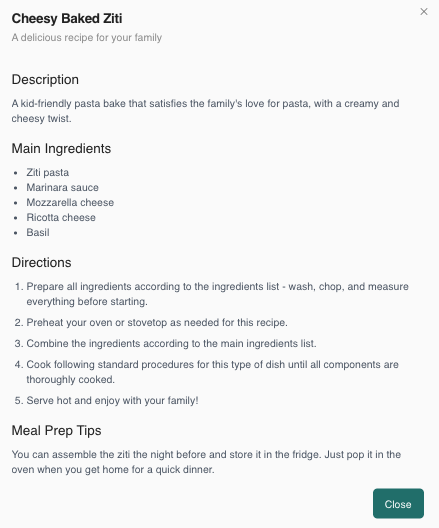 Cheesy Baked Ziti
A delicious recipe for your family
Description
A kid-friendly pasta bake that satisfies the family's love for pasta, with a creamy and
cheesy twist.
Main Ingredients
• Ziti pasta
• Marinara sauce
• Mozzarella cheese
• Ricotta cheese
• Basil
Directions
1. Prepare all ingredients according to the ingredients list - wash, chop, and measure
everything before starting.
2. Preheat your oven or stovetop as needed for this recipe.
3. Combine the ingredients according to the main ingredients list.
4. Cook following standard procedures for this type of dish until all components are
thoroughly cooked.
5. Serve hot and enjoy with your family!
Meal Prep Tips
You can assemble the ziti the night before and store it in the fridge. Just pop it in the
oven when you get home for a quick dinner.
Close